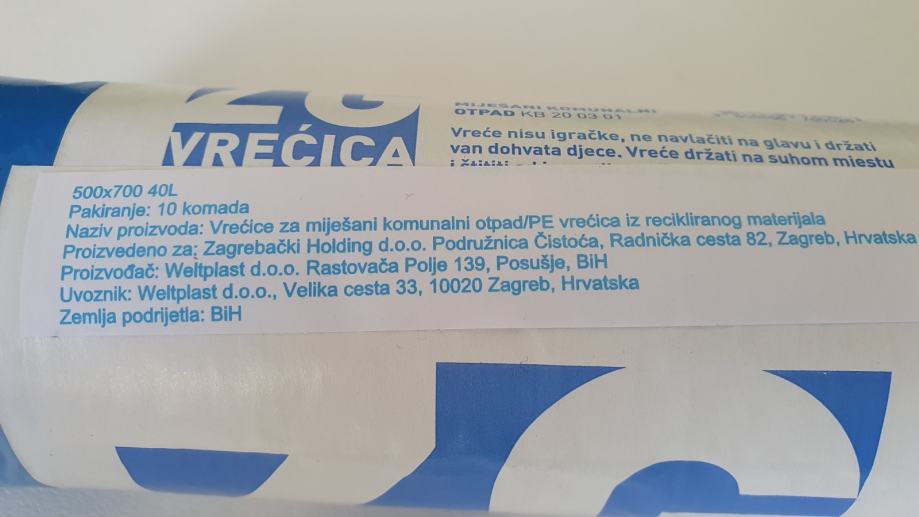 ZG
VREĆICA
MIJEŠANI KOMUNALNI
OTPAD KB 20 03 01
Vreće nisu igračke, ne navlačiti na glavu i držati
van dohvata djece. Vreće držati na suhom mjestu
500x700 40L
Pakiranje: 10 komada
Naziv proizvoda: Vrećice za miješani komunalni otpad/PE vrećica iz recikliranog materijala
Proizvedeno za: Zagrebački Holding d.o.o. Podružnica Čistoća, Radnička cesta 82, Zagreb, Hrvatska
Proizvođač: Weltplast d.o.o. Rastovača Polje 139, Posušje, BiH
Uvoznik: Weltplast d.o.o., Velika cesta 33, 10020 Zagreb, Hrvatska
Zemlja podrijetla: BiH